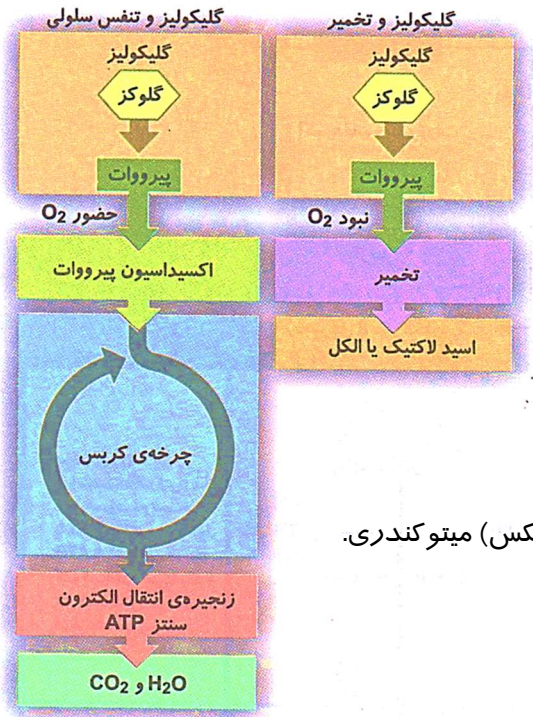 گلیکولیز و تخمیر
گلیکولیز
گلوکز
پیرووات
نبود O2
تخمیر
اسید لاکتیک یا الکل
گلیکولیز و تنفس سلولی
گلیکولیز
گلوکز
پیرووات
حضور O2
اکسیداسیون پیرووات
چرخه‌ی کربس
زنجیره‌ی انتقال الکترون
سنتز ATP
CO2 و H2O
میتوکندری.